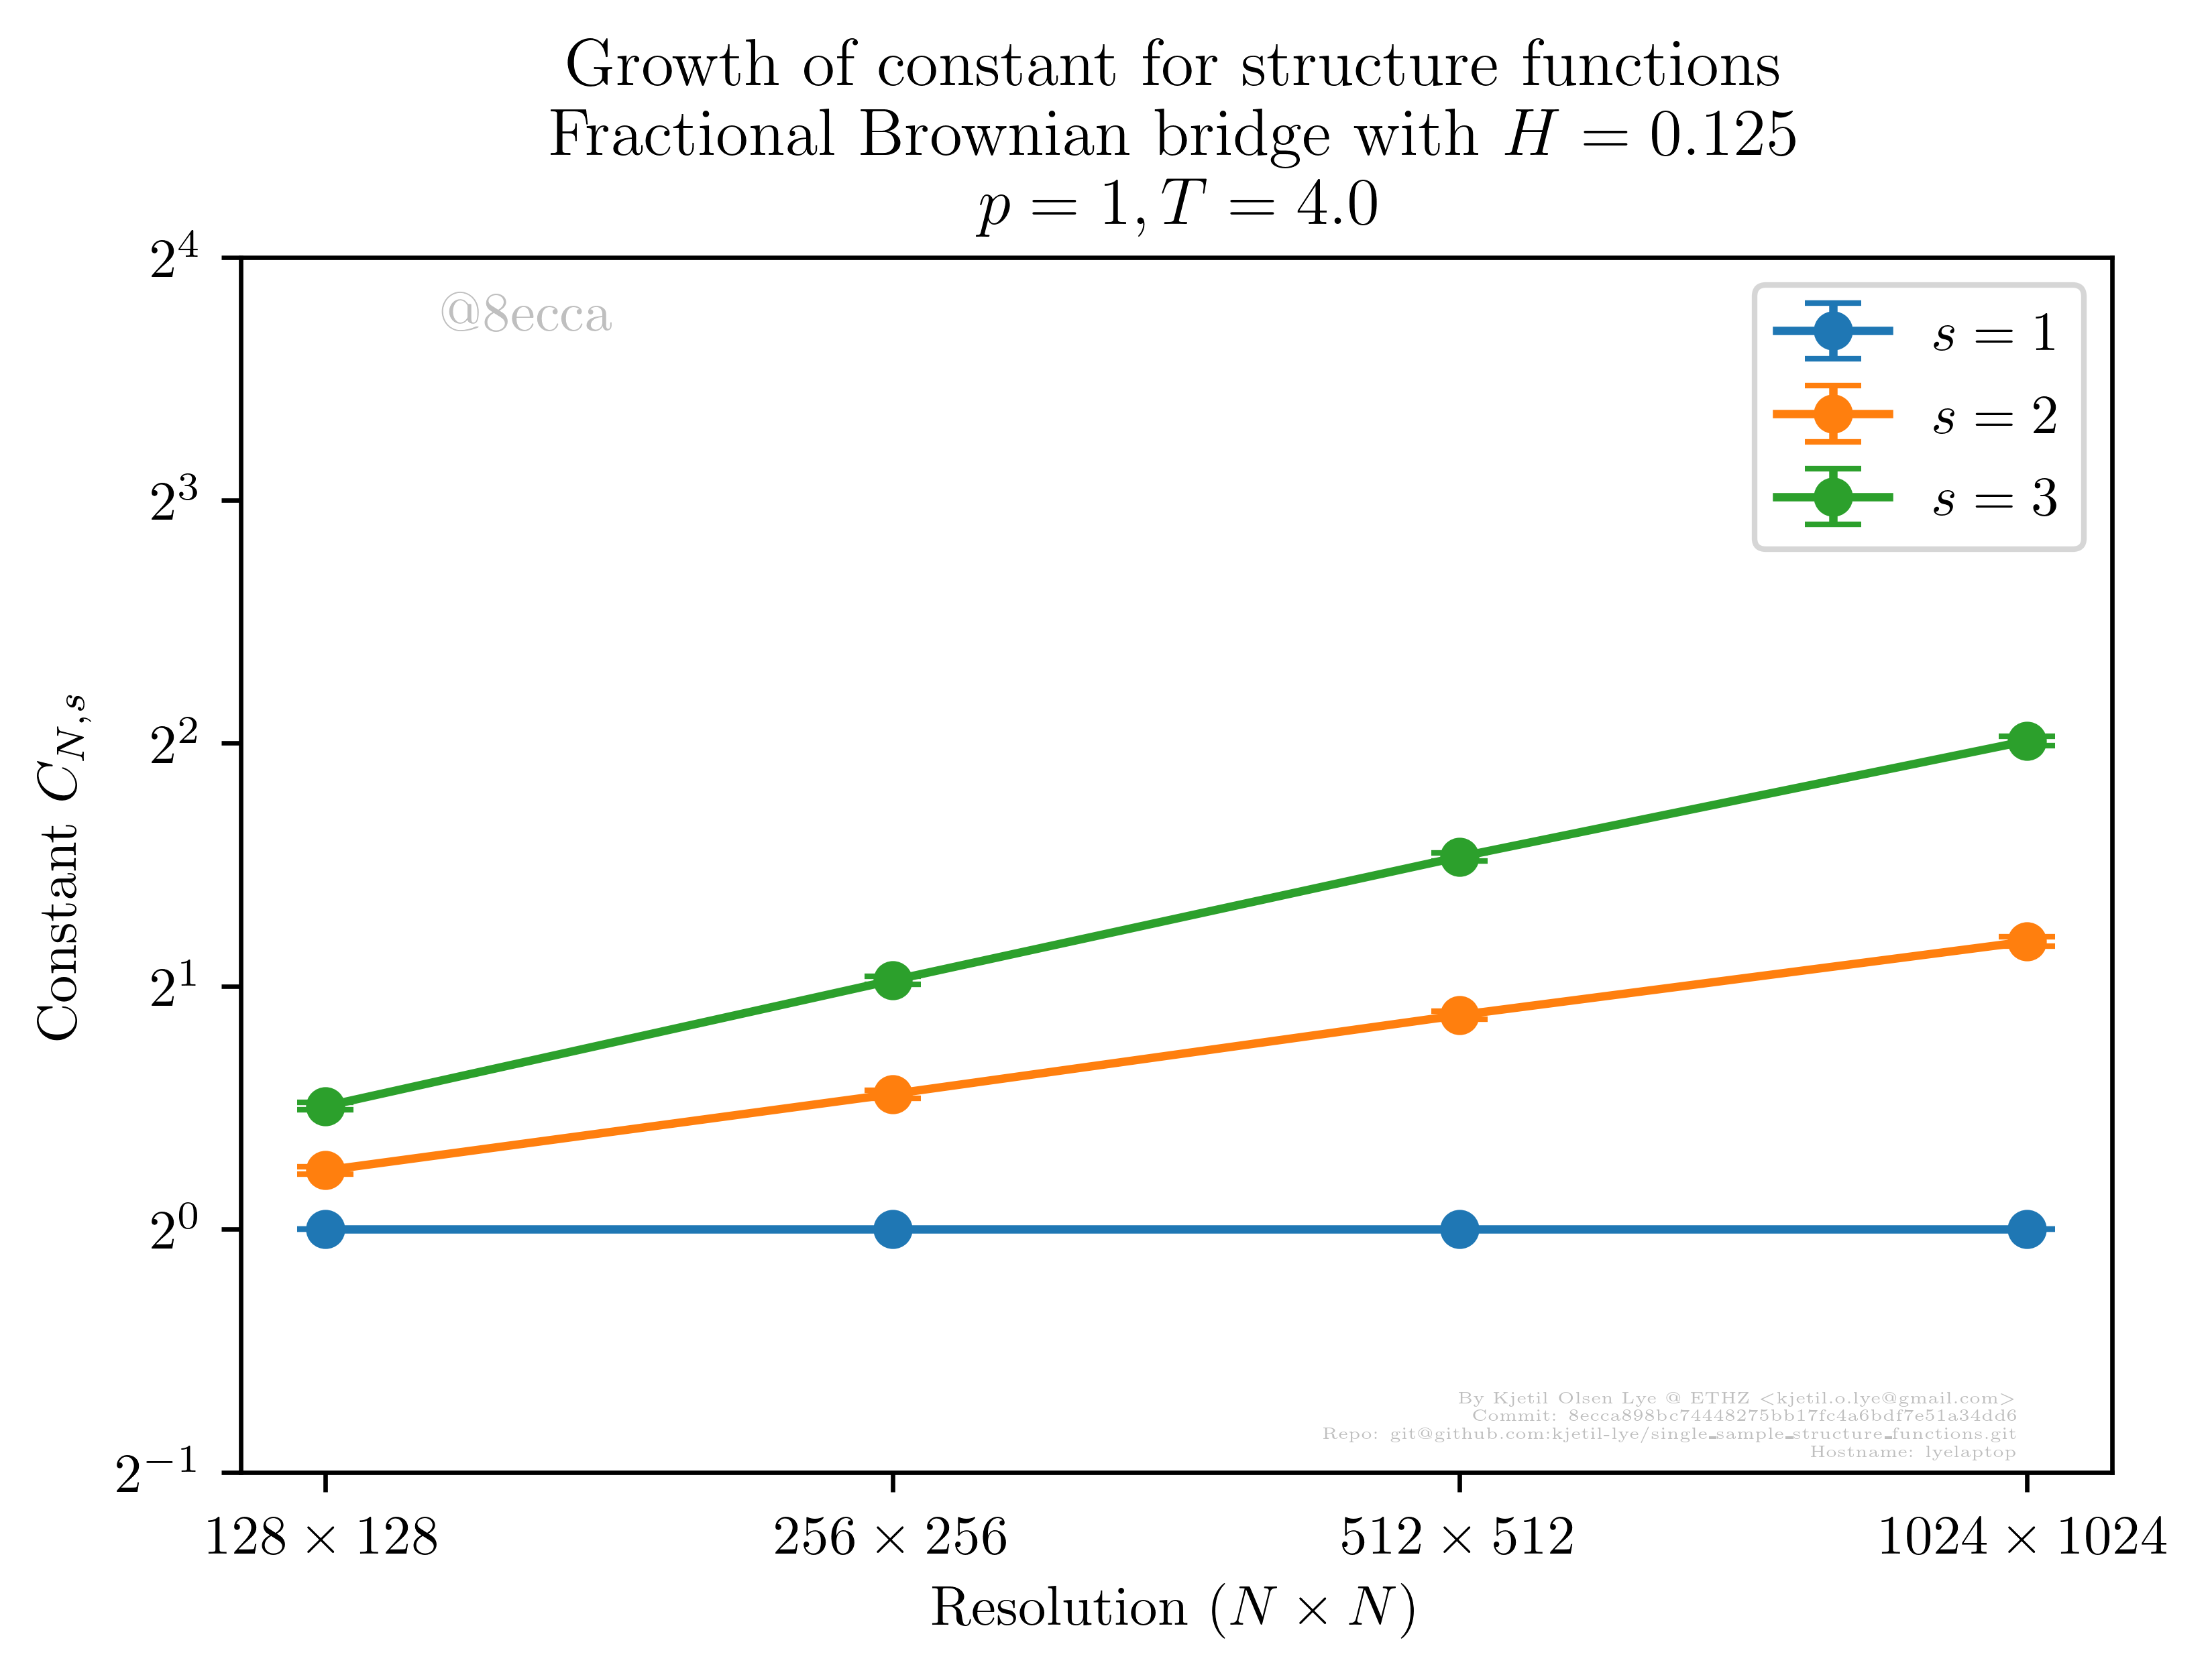 Growth of constant for structure functions
Fractional Brownian bridge with H = 0.125
p = 1, T = 4.0
@8ecca
s = 1
s = 2
s = 3
2^4
2^3
2^2
2^1
2^0
2^{-1}
Constant C_{N,s}
By Kjetil Olsen Lye @ ETHZ <kjetil.o.lye@gmail.com>
Commit: 8ecca898bc74448275bb17fc4a6bdf7e51a34dd6
Repo: git@github.com:kjetil-lye/single_sample_structure_functions.git
Hostname: lyelaptop
128 × 128
256 × 256
512 × 512
1024 × 1024
Resolution (N × N)